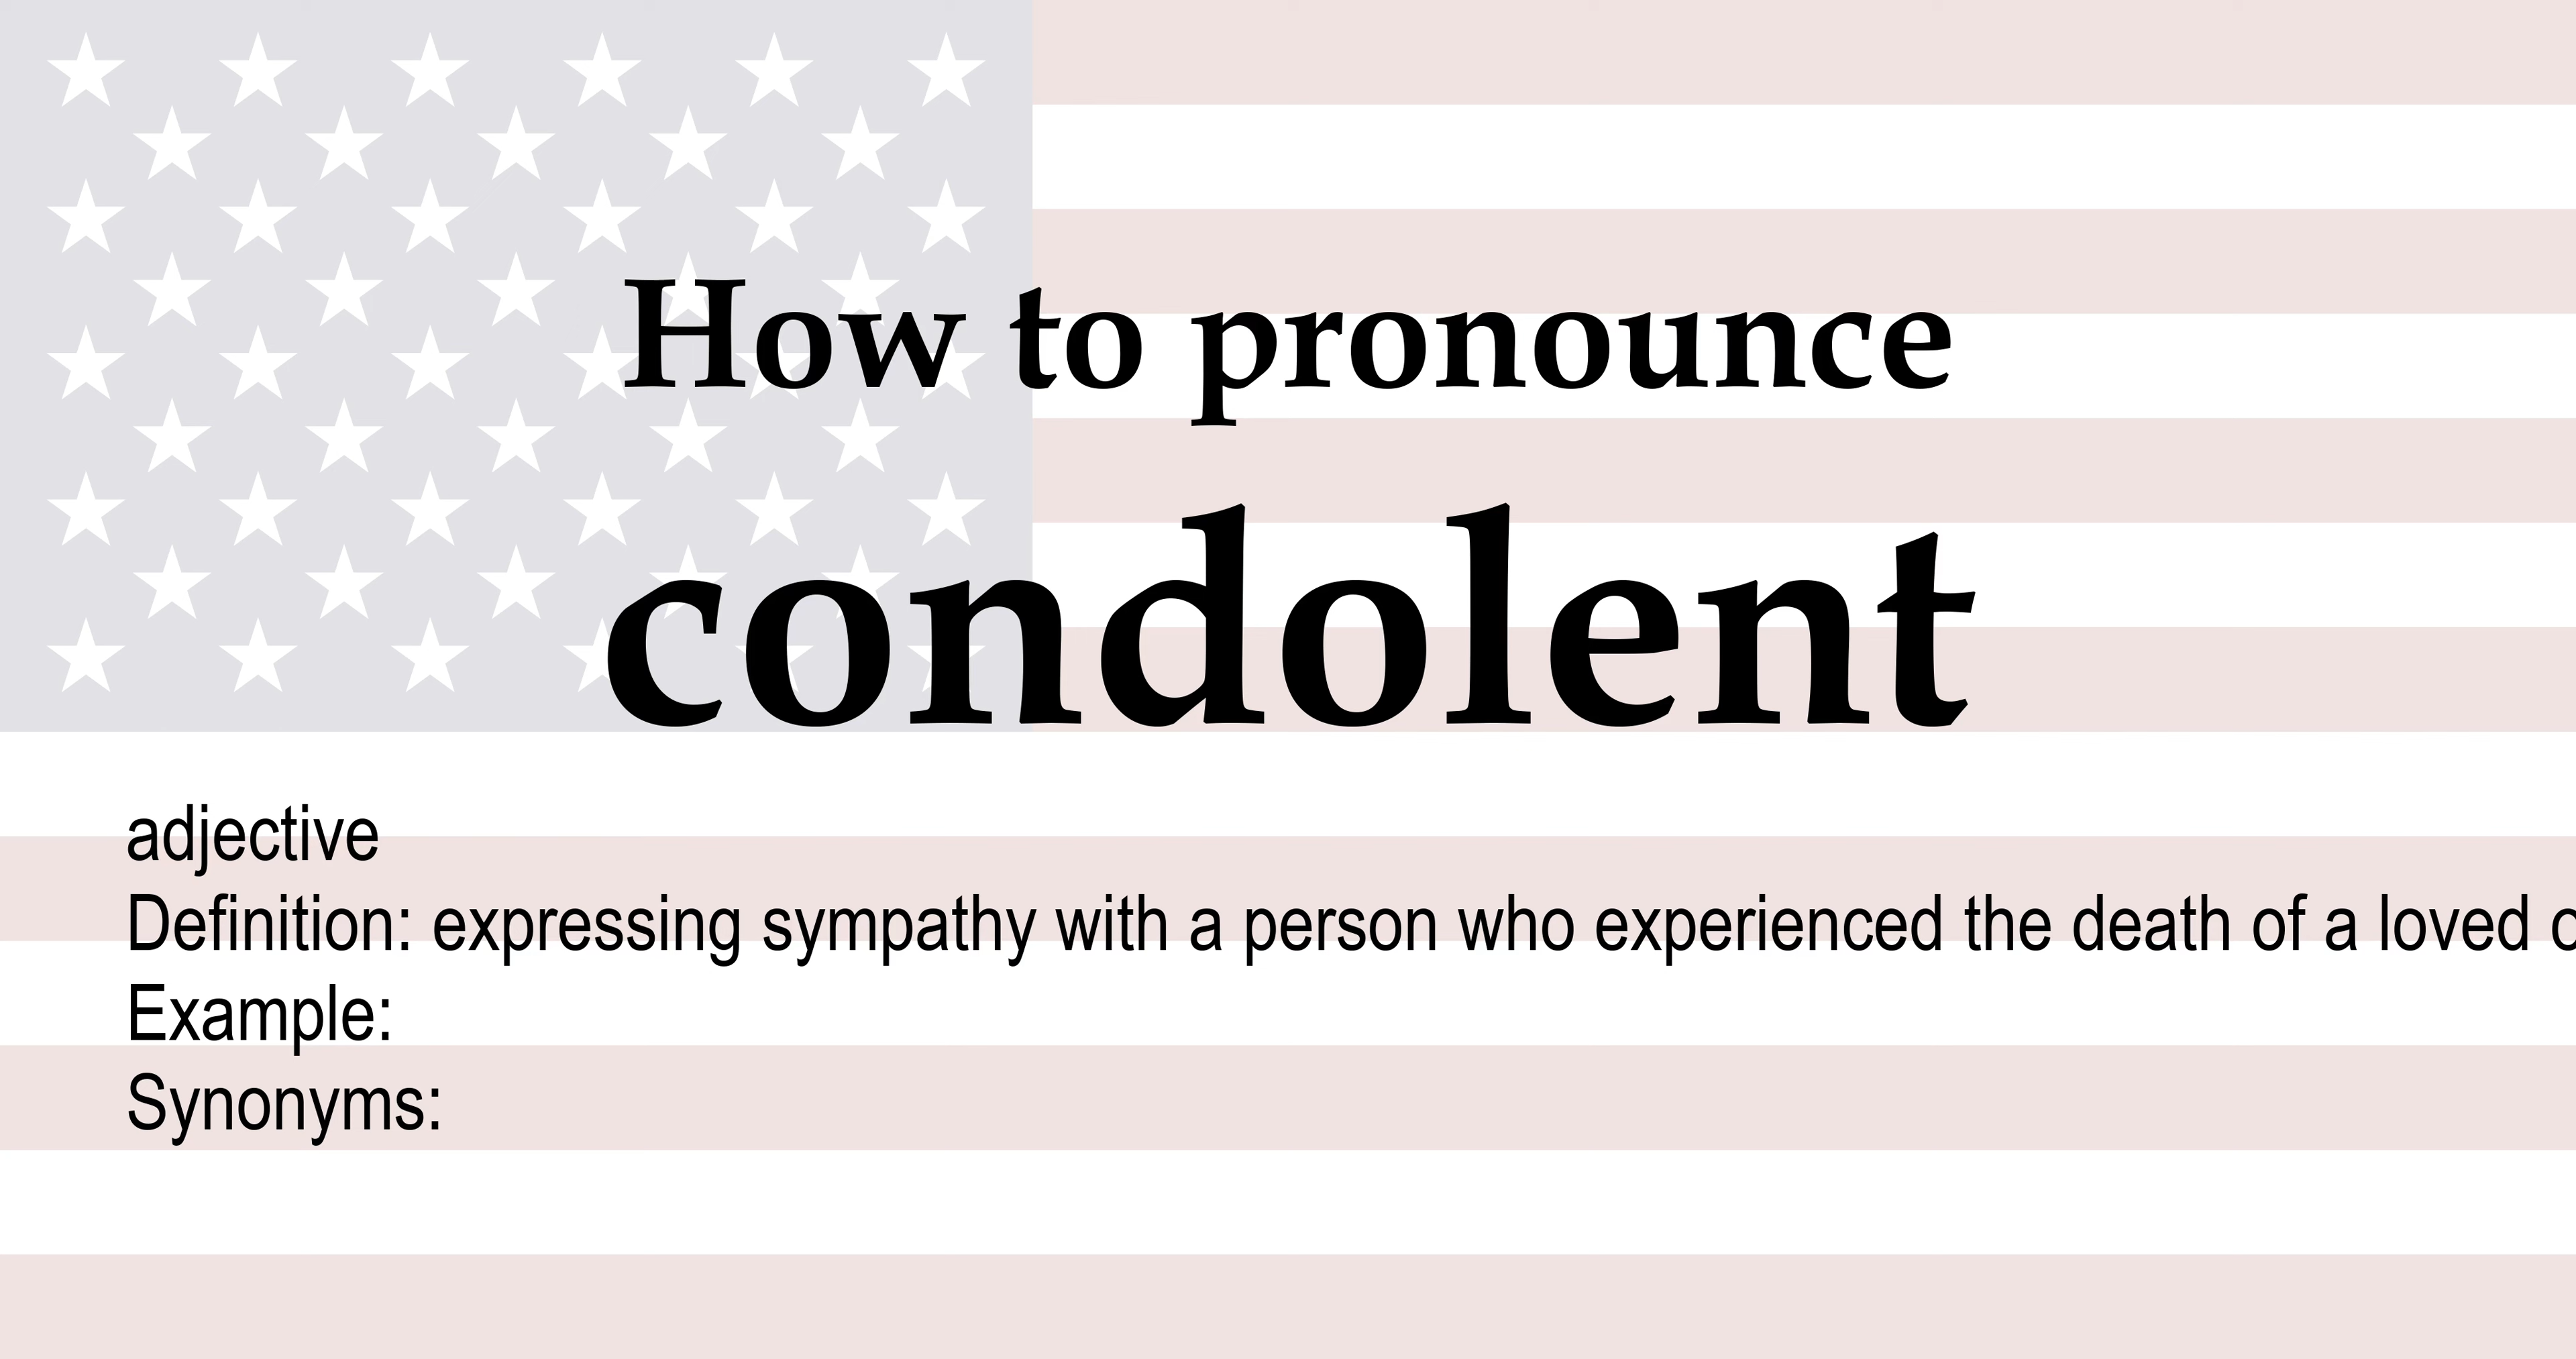 How to pronounce
condolent
adjective
Definition: expressing sympathy with a person who experienced the death of a loved
Example:
Synonyms: